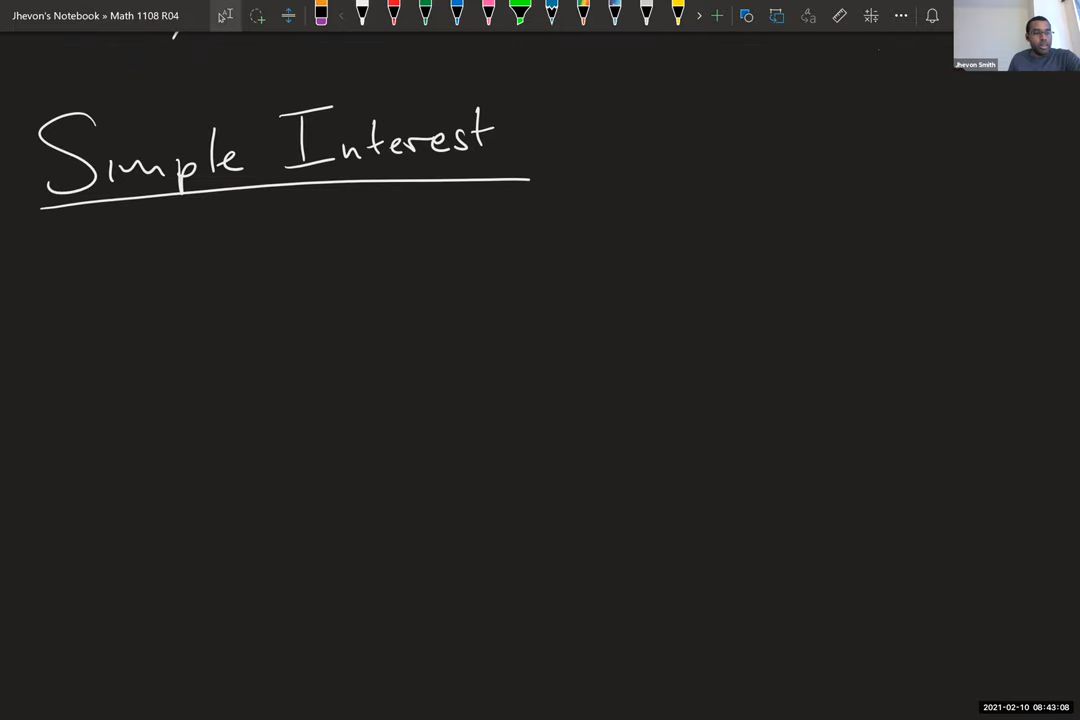 Jhevon's Notebook » Math 1108 R04
Jhevon Smith
Simple Interest
2021-02-10 08:43:08